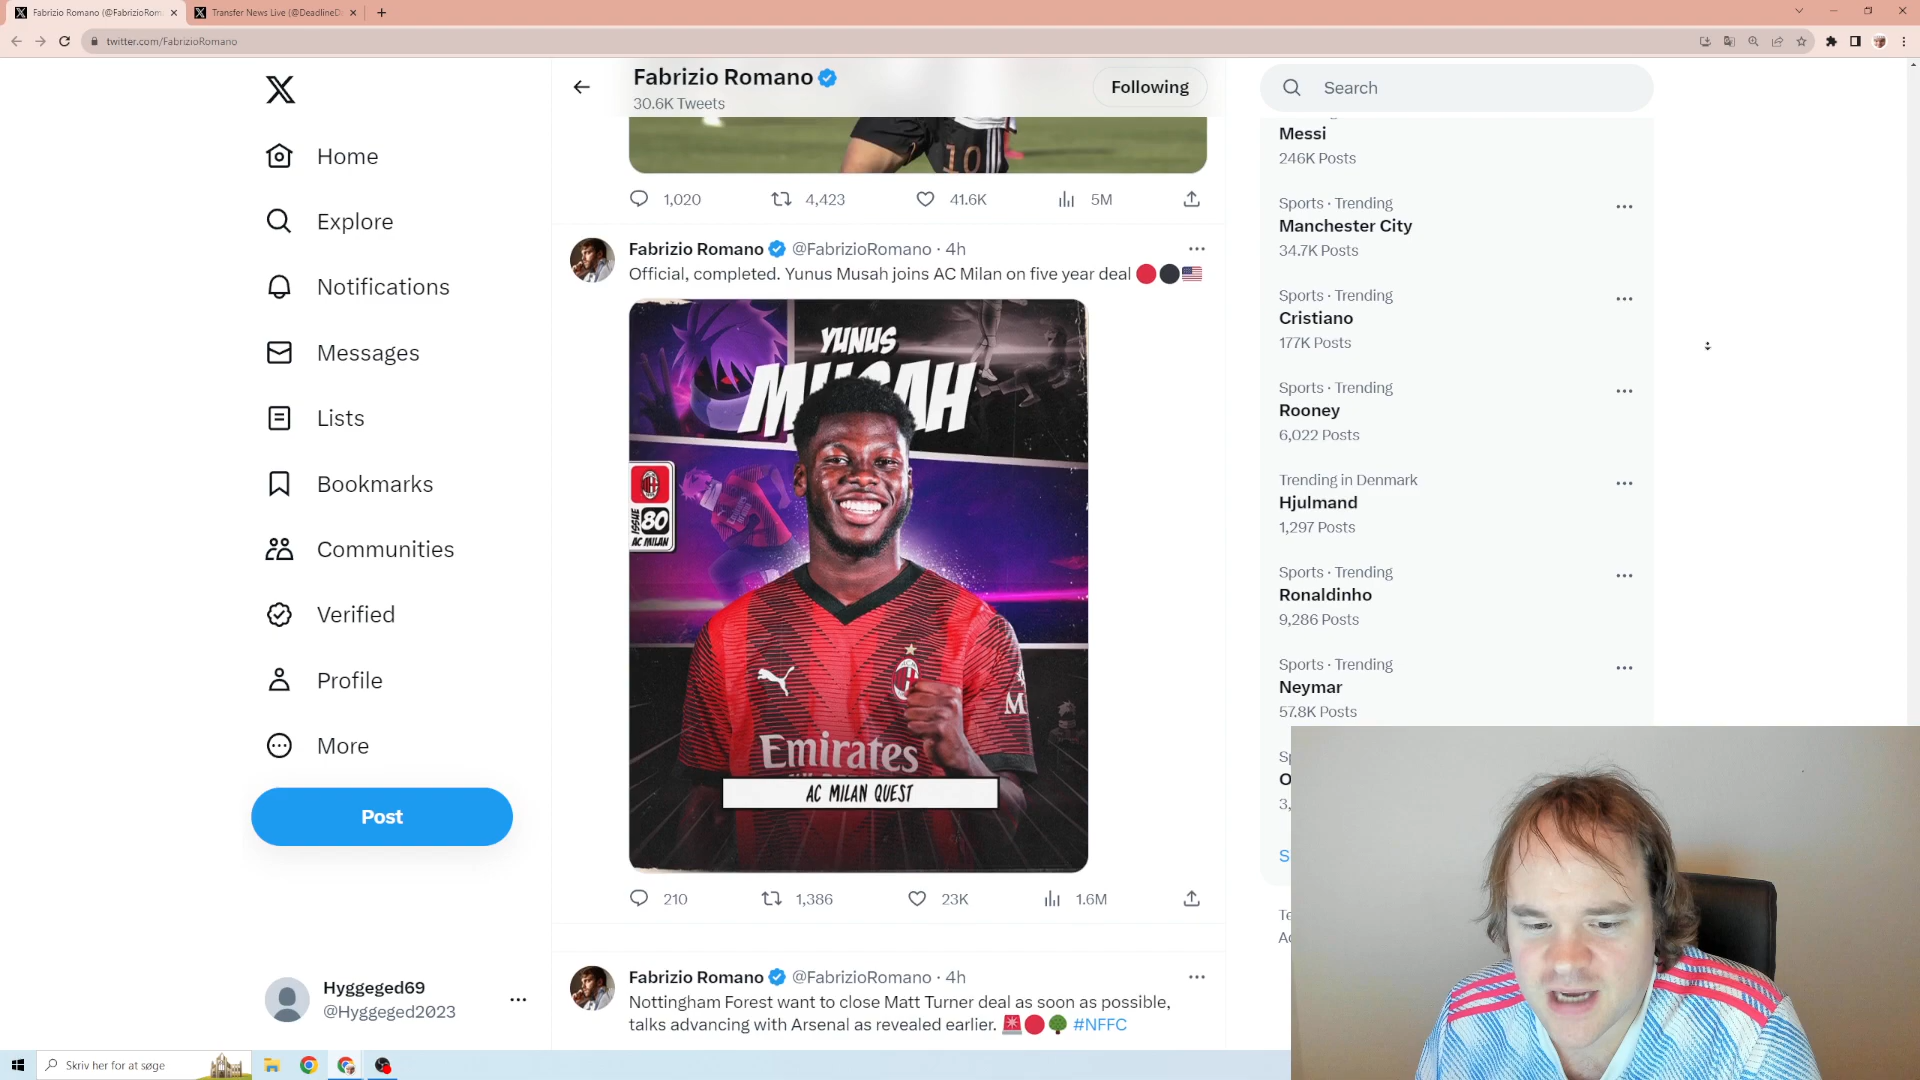 Fabrizio Romano (@FabrizioRom
Transfer News Live (@DeadlineD
twitter.com/FabrizioRomano
Home
Explore
Notifications
Messages
Lists
Bookmarks
Communities
Verified
Profile
More
Post
Hyggeged69
@Hyggeged2023
Fabrizio Romano
30.6K Tweets
Following
10
1,020
4,423
41.6K
5M
Fabrizio Romano @FabrizioRomano · 4h
Official, completed. Yunus Musah joins AC Milan on five year deal 🔴⚫🇺🇸
YUNUS
MUSAH
ISSUE
80
AC MILAN
M
Emirates
AC MILAN QUEST
210
1,386
23K
1.6M
Fabrizio Romano @FabrizioRomano · 4h
Nottingham Forest want to close Matt Turner deal as soon as possible,
talks advancing with Arsenal as revealed earlier. 🚨🔴🌳 #NFFC
Search
Messi
246K Posts
Sports · Trending
Manchester City
34.7K Posts
Sports · Trending
Cristiano
177K Posts
Sports · Trending
Rooney
6,022 Posts
Trending in Denmark
Hjulmand
1,297 Posts
Sports · Trending
Ronaldinho
9,286 Posts
Sports · Trending
Neymar
57.8K Posts
Skriv her for at søge